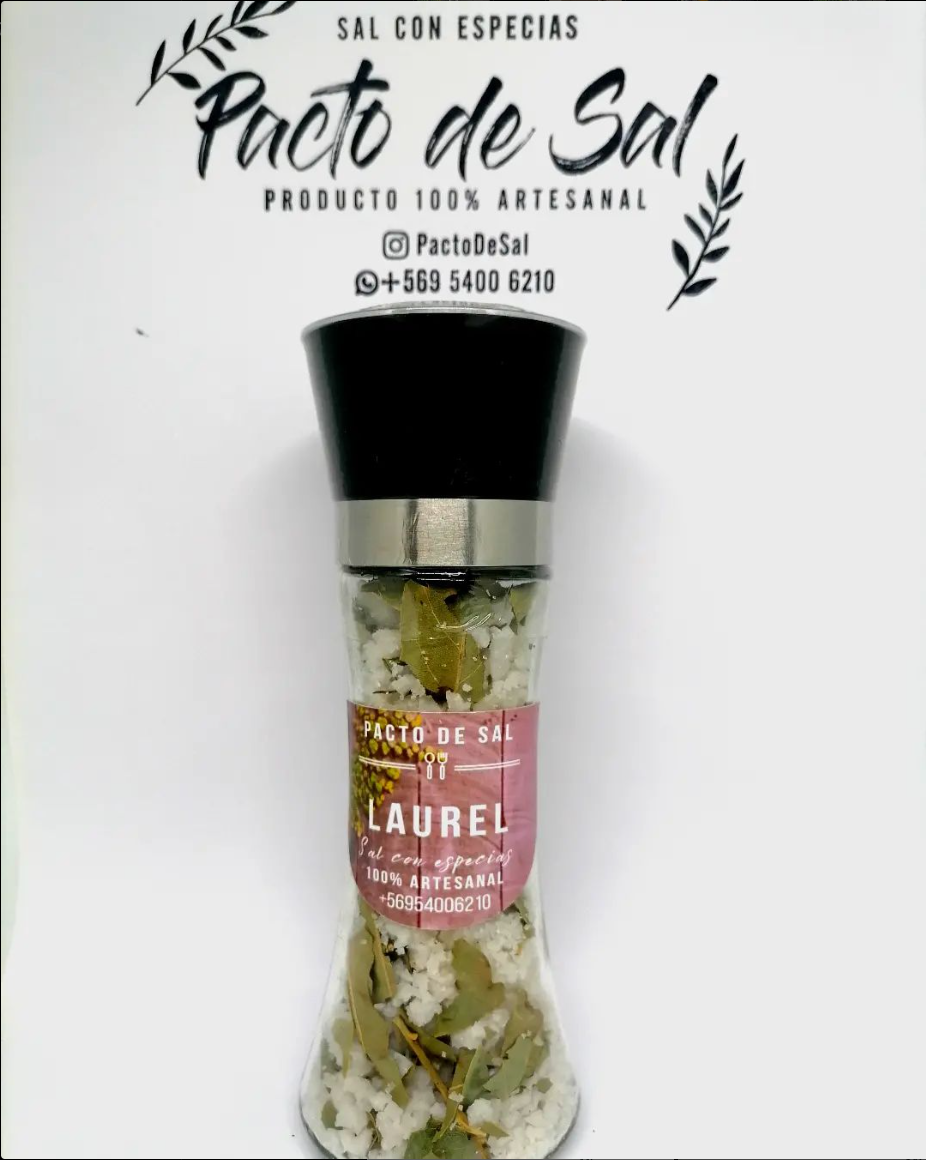 SAL CON ESPECIAS
Pacto de Sal
PRODUCTO 100% ARTESANAL
PactoDeSal
+569 5400 6210
PACTO DE SAL
LAUREL
Sal con especias
100% ARTESANAL
+56954006210